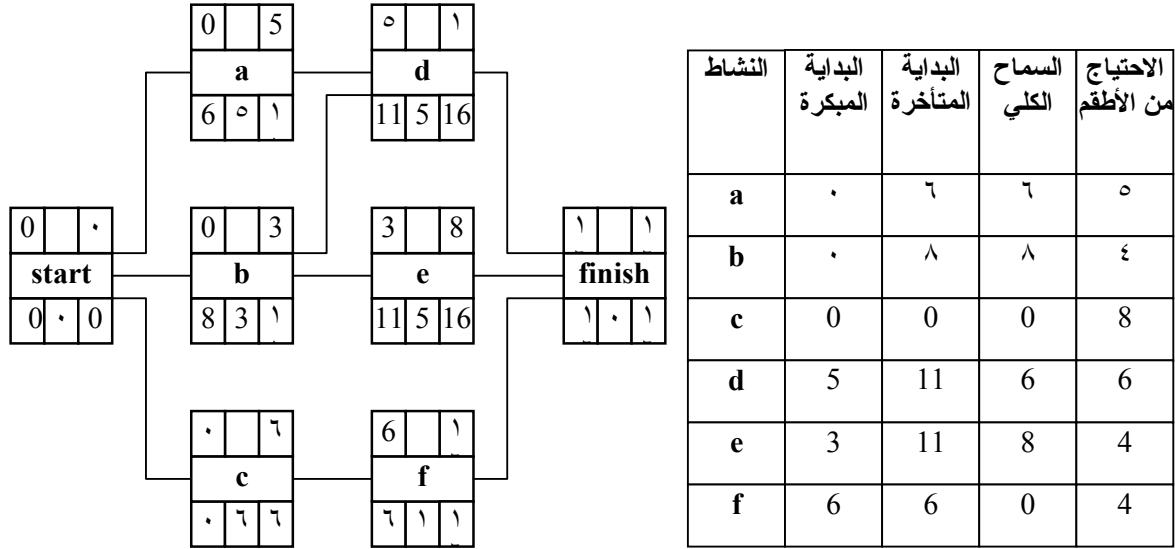 0 5
a
6 ٥ ١
٥ ١
d
11 5 16
0 ٠
start
0 ٠ 0
0 3
b
8 3 ١
3 8
e
11 5 16
١ ١
finish
١ ٠ ١
٠ ٦
c
٠ ٦ ٦
6 ١
f
٦ ١ ١
النشاط البداية البداية السماح الاحتياج
المبكرة المتأخرة الكلي من الأطقم
a ٠ ٦ ٦ ٥
b ٠ ٨ ٨ ٤
c 0 0 0 8
d 5 11 6 6
e 3 11 8 4
f 6 6 0 4